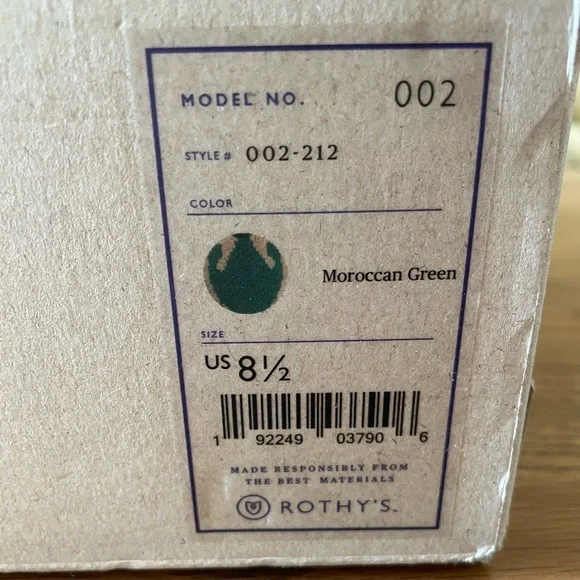 MODEL NO. 002
STYLE # 002-212
COLOR
Moroccan Green
SIZE
US 8½
1 92249 03790 6
MADE RESPONSIBLY FROM
THE BEST MATERIALS
ROTHY'S™